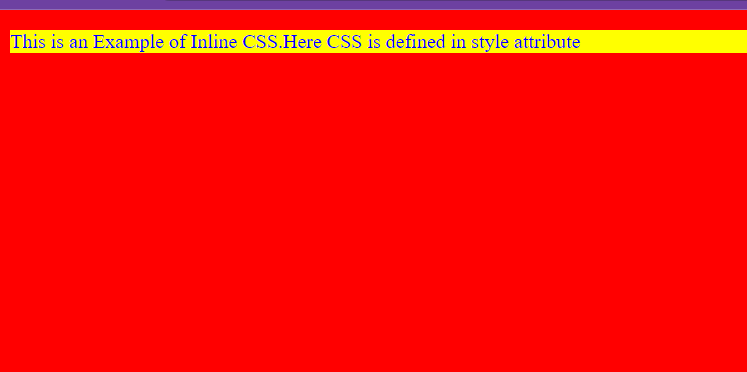 This is an Example of Inline CSS.Here CSS is defined in style attribute